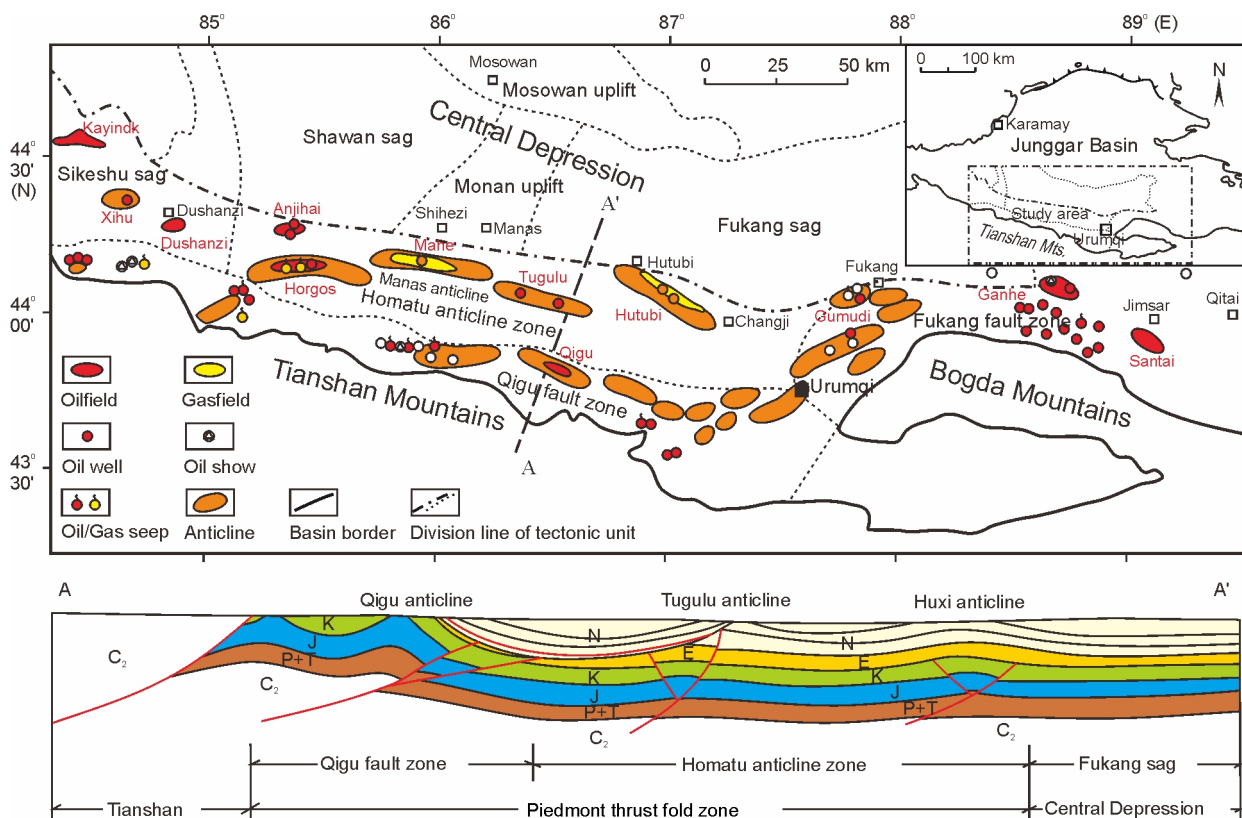 85°
86°
87°
88°
89° (E)
0
25
50 km
0
100 km
N
Mosowan
Mosowan uplift
Karamay
Junggar Basin
Kayindk
Shawan sag
Central Depression
44°
30'
(N)
Sikeshu sag
Monan uplift
A'
Xihu
Dushanzi
Dushanzi
Anjihai
Shihezi
Manas
Fukang sag
Study area
Urumqi
Tianshan Mts.
Mahe
Hutubi
Fukang
Ganhe
Horgos
Manas anticline
Tugulu
Jimsar
Qitai
44°
00'
Homatu anticline zone
Hutubi
Changji
Gumudi
Fukang fault zone
Santai
Qigu
Qigu fault zone
Urumqi
Tianshan Mountains
Bogda Mountains
Oilfield
Gasfield
Oil well
Oil show
43°
30'
A
Oil/Gas seep
Anticline
Basin border
Division line of tectonic unit
A
A'
Qigu anticline
Tugulu anticline
Huxi anticline
K
N
N
J
E
E
C₂
P+T
K
K
C₂
J
J
P+T
P+T
C₂
C₂
Qigu fault zone
Homatu anticline zone
Fukang sag
Tianshan
Piedmont thrust fold zone
Central Depression